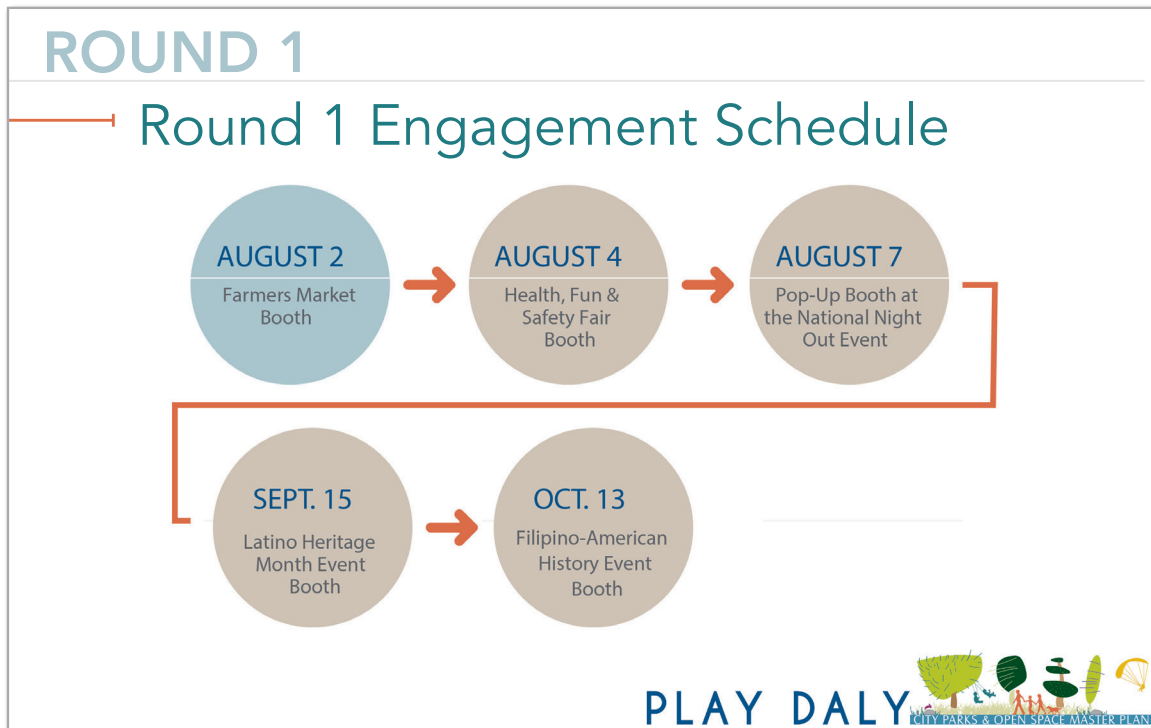 ROUND 1
Round 1 Engagement Schedule
AUGUST 2
Farmers Market
Booth
AUGUST 4
Health, Fun &
Safety Fair
Booth
AUGUST 7
Pop-Up Booth at
the National Night
Out Event
SEPT. 15
Latino Heritage
Month Event
Booth
OCT. 13
Filipino-American
History Event
Booth
PLAY DALY
CITY PARKS & OPEN SPACE MASTER PLAN